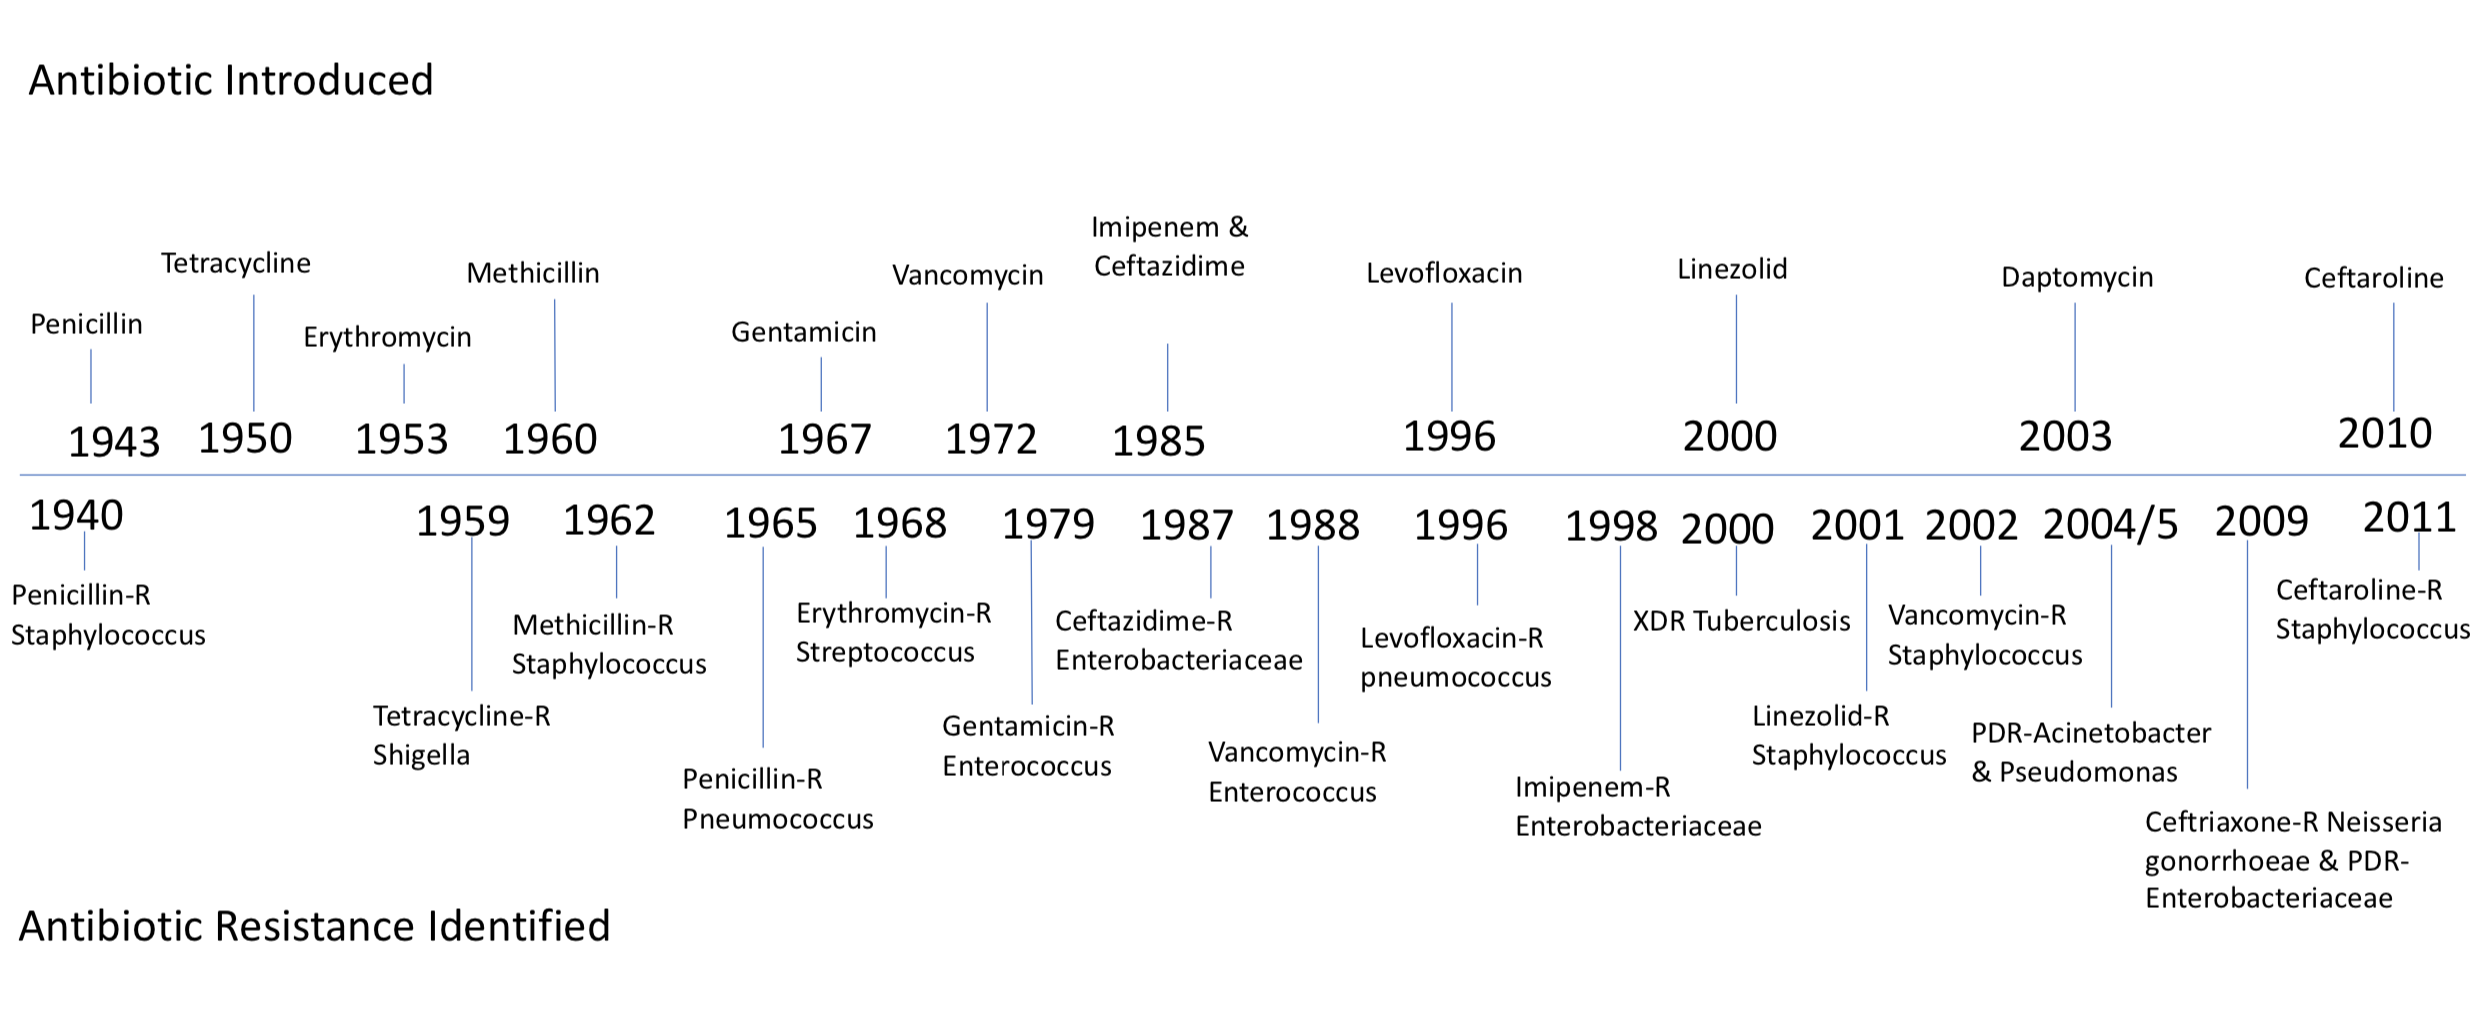 Antibiotic Introduced
Penicillin
Tetracycline
Erythromycin
Methicillin
Gentamicin
Vancomycin
Imipenem &
Ceftazidime
Levofloxacin
Linezolid
Daptomycin
Ceftaroline
1943 1950 1953 1960 1967 1972 1985 1996 2000 2003 2010
1940 1959 1962 1965 1968 1979 1987 1988 1996 1998 2000 2001 2002 2004/5 2009 2011
Penicillin-R
Staphylococcus
Tetracycline-R
Shigella
Methicillin-R
Staphylococcus
Penicillin-R
Pneumococcus
Erythromycin-R
Streptococcus
Gentamicin-R
Enterococcus
Ceftazidime-R
Enterobacteriaceae
Vancomycin-R
Enterococcus
Levofloxacin-R
pneumococcus
Imipenem-R
Enterobacteriaceae
XDR Tuberculosis
Linezolid-R
Staphylococcus
Vancomycin-R
Staphylococcus
PDR-Acinetobacter
& Pseudomonas
Ceftriaxone-R Neisseria
gonorrhoeae & PDR-
Enterobacteriaceae
Ceftaroline-R
Staphylococcus
Antibiotic Resistance Identified